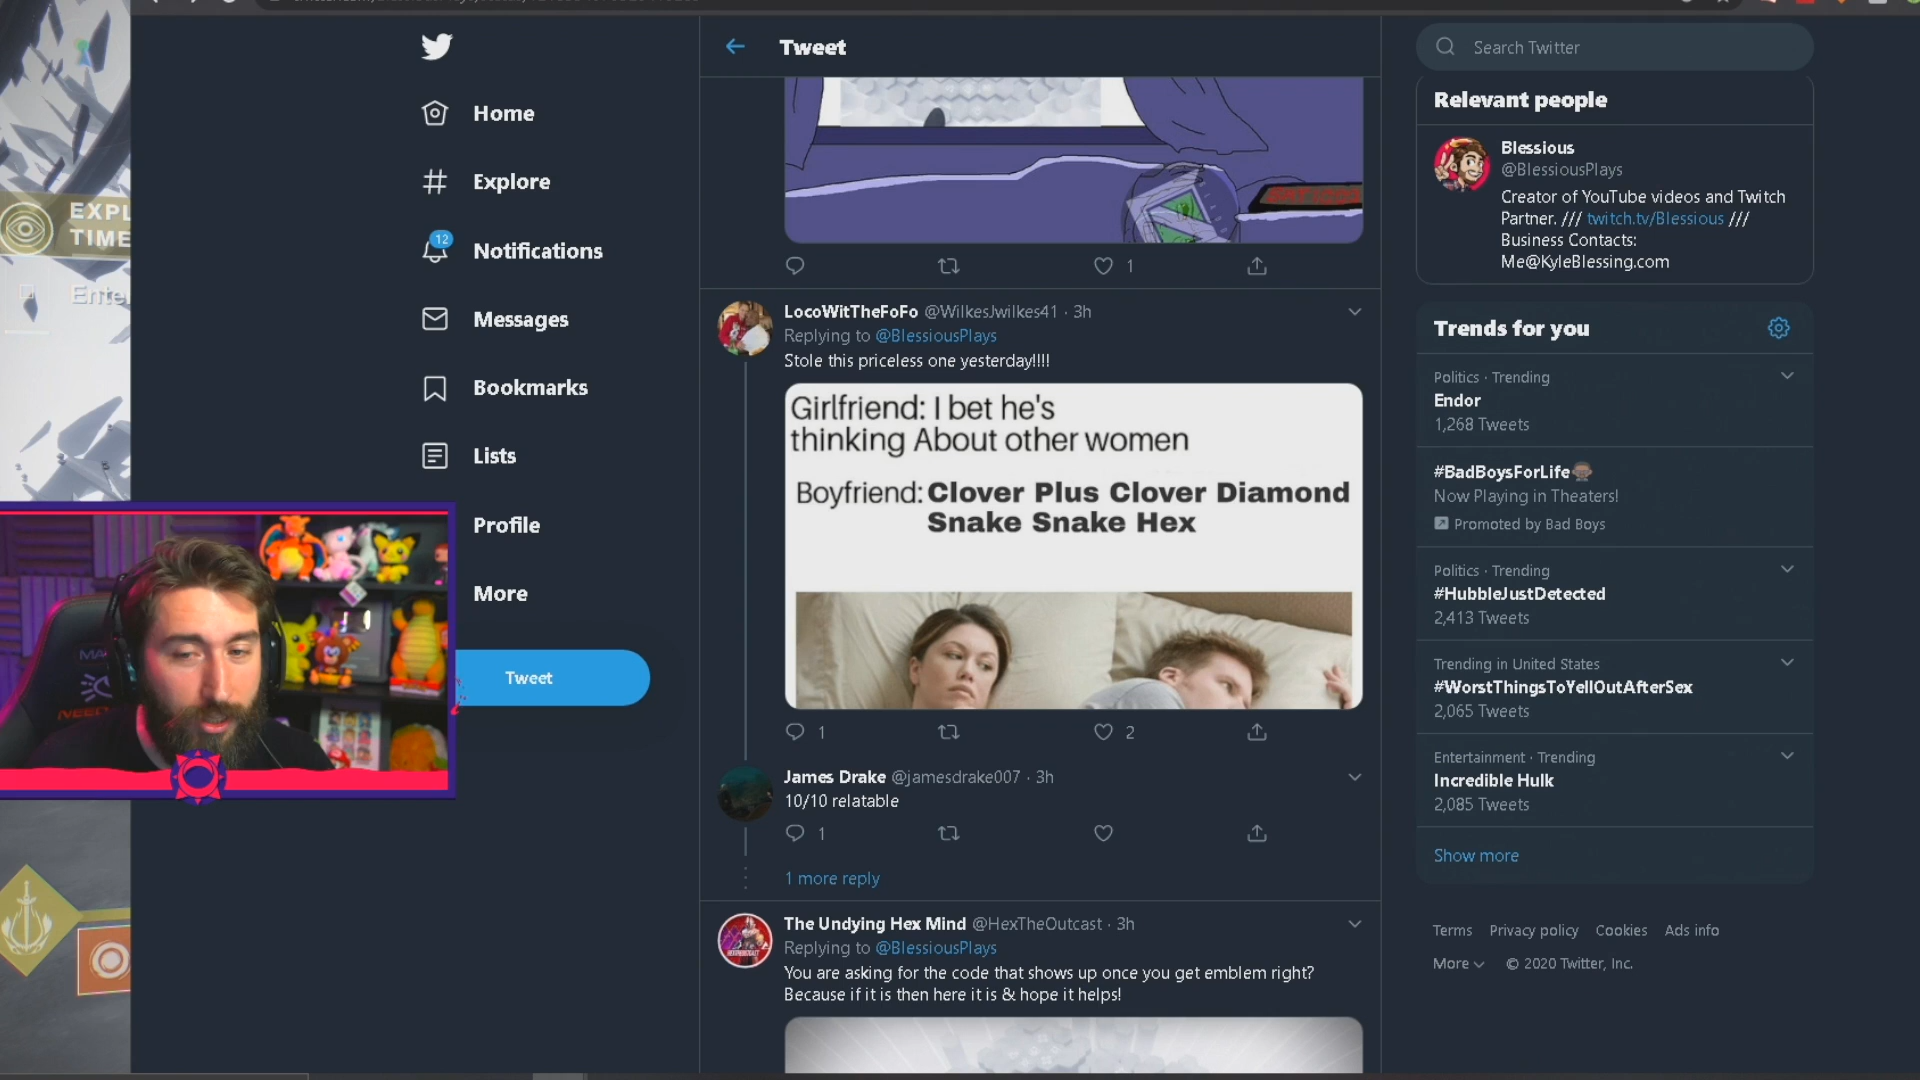 Home
Explore
12
Notifications
Messages
Bookmarks
Lists
Profile
More
Tweet
EXPL
TIME
Ente
Tweet
1
LocoWitTheFoFo @WilkesJwilkes41 · 3h
Replying to @BlessiousPlays
Stole this priceless one yesterday!!!!
Girlfriend: I bet he's
thinking About other women
Boyfriend: Clover Plus Clover Diamond
Snake Snake Hex
1 2
James Drake @jamesdrake007 · 3h
10/10 relatable
1
1 more reply
The Undying Hex Mind @HexTheOutcast · 3h
Replying to @BlessiousPlays
You are asking for the code that shows up once you get emblem right?
Because if it is then here it is & hope it helps!
Search Twitter
Relevant people
Blessious
@BlessiousPlays
Creator of YouTube videos and Twitch
Partner. /// twitch.tv/Blessious ///
Business Contacts:
Me@KyleBlessing.com
Trends for you
Politics · Trending
Endor
1,268 Tweets
#BadBoysForLife
Now Playing in Theaters!
Promoted by Bad Boys
Politics · Trending
#HubbleJustDetected
2,413 Tweets
Trending in United States
#WorstThingsToYellOutAfterSex
2,065 Tweets
Entertainment · Trending
Incredible Hulk
2,085 Tweets
Show more
Terms Privacy policy Cookies Ads info
More © 2020 Twitter, Inc.